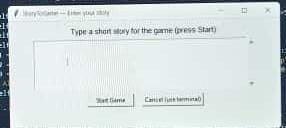 StoryToGame — Enter your story
Type a short story for the game (press Start)
Start Game
Cancel (use terminal)